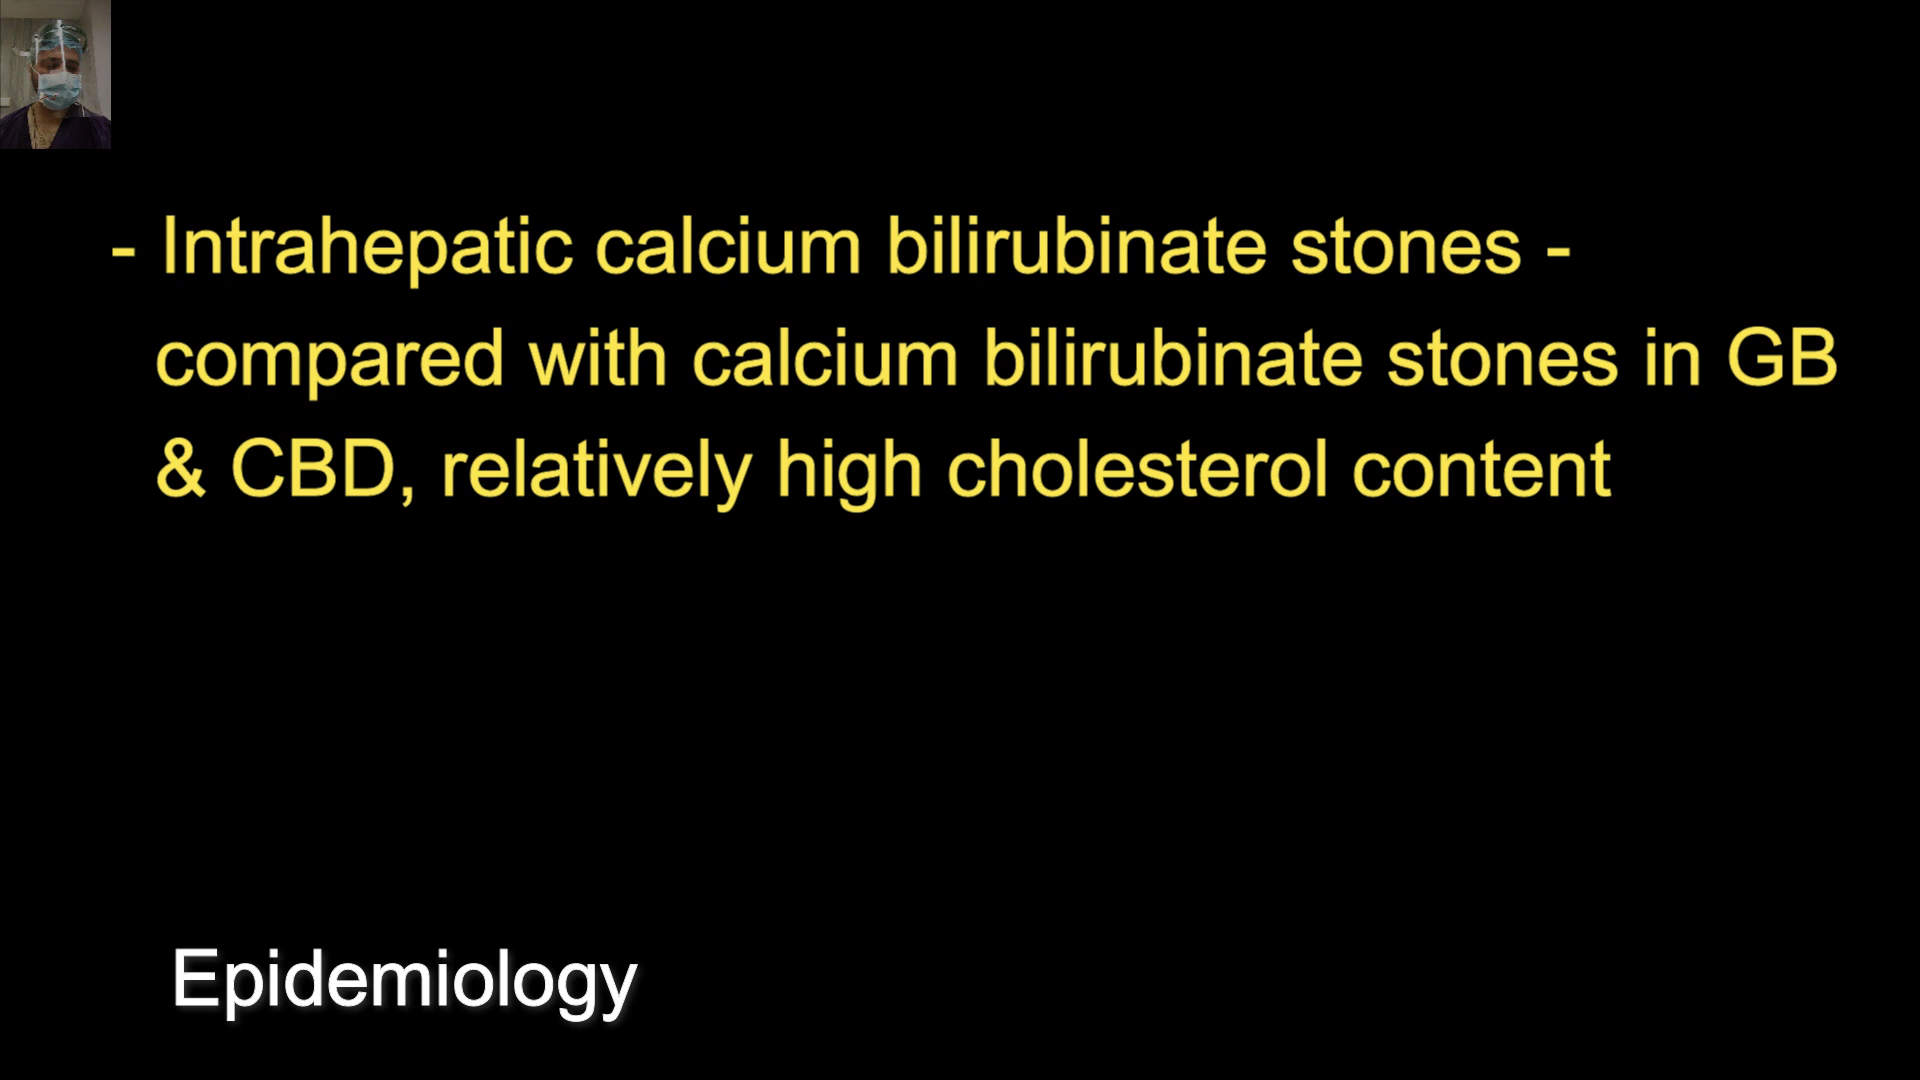 - Intrahepatic calcium bilirubinate stones -
compared with calcium bilirubinate stones in GB
& CBD, relatively high cholesterol content
Epidemiology